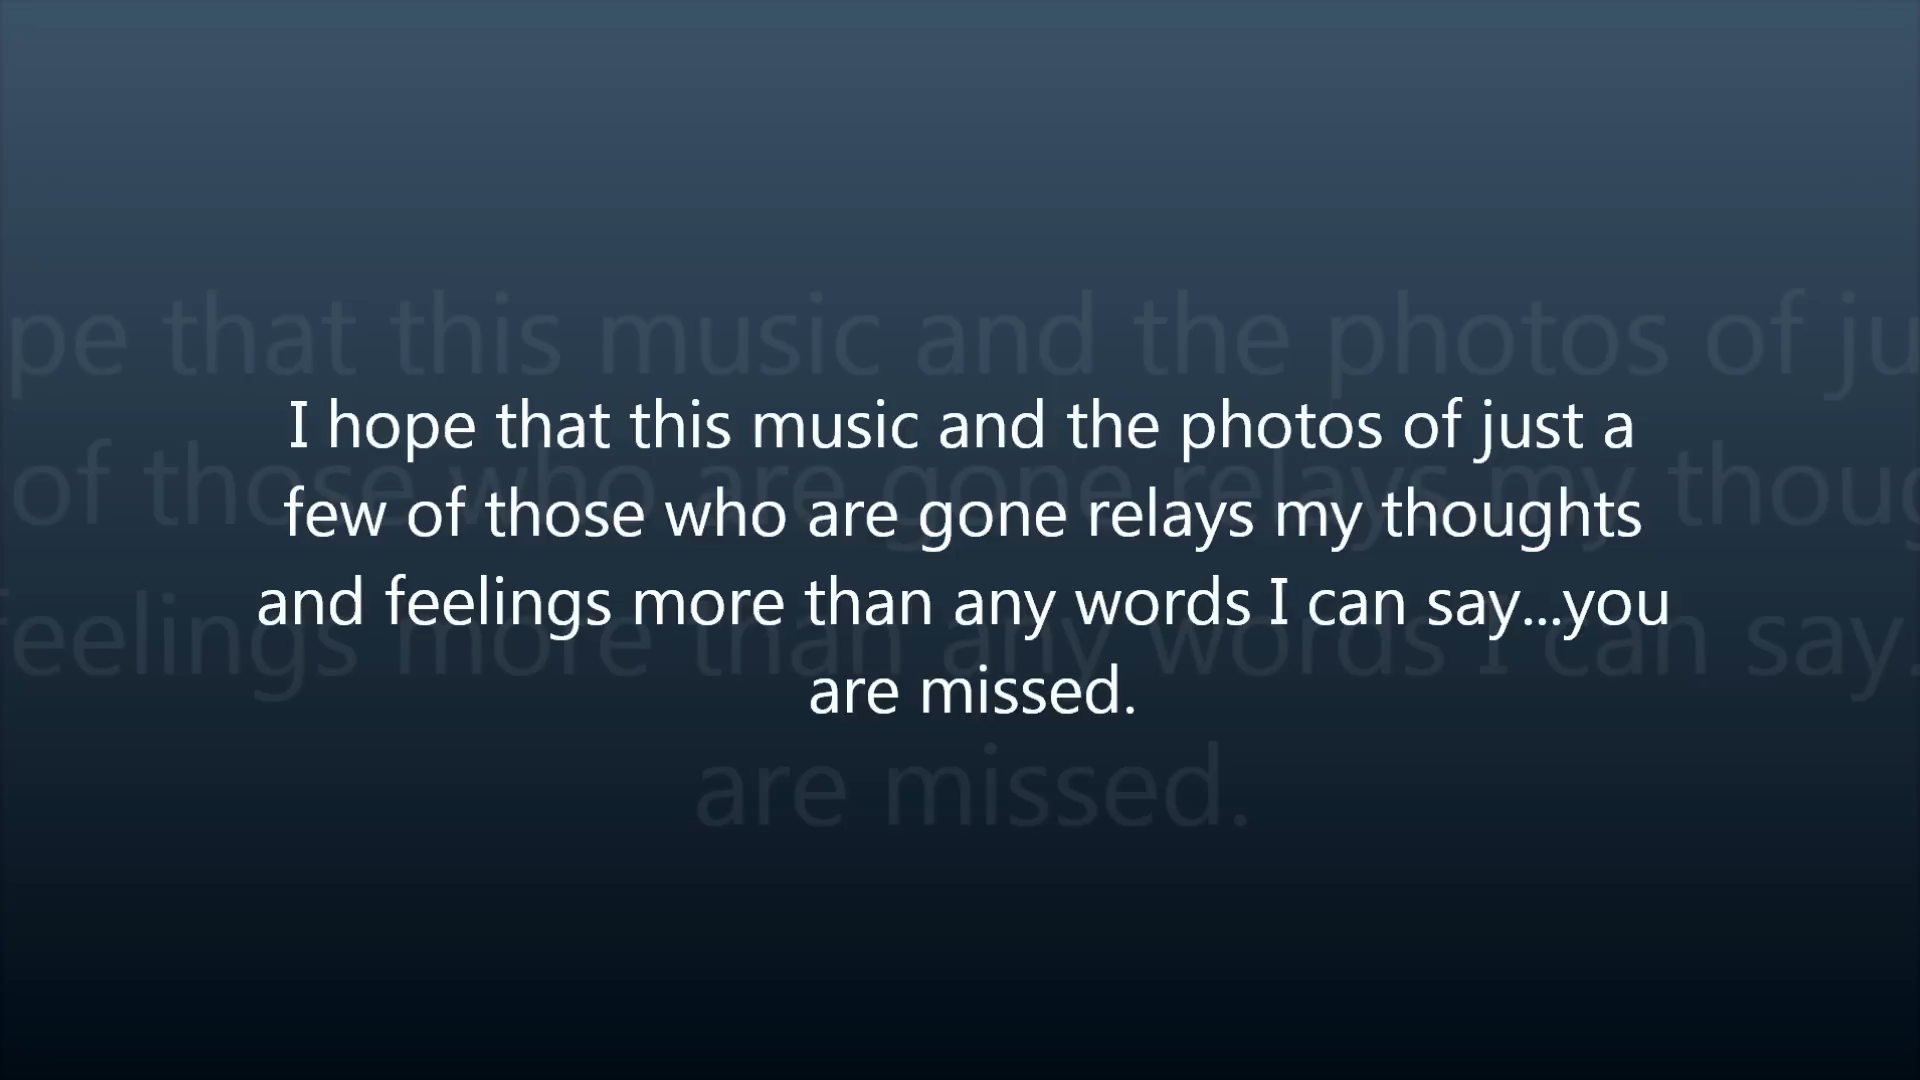 I hope that this music and the photos of just a
few of those who are gone relays my thoughts
and feelings more than any words I can say...you
are missed.